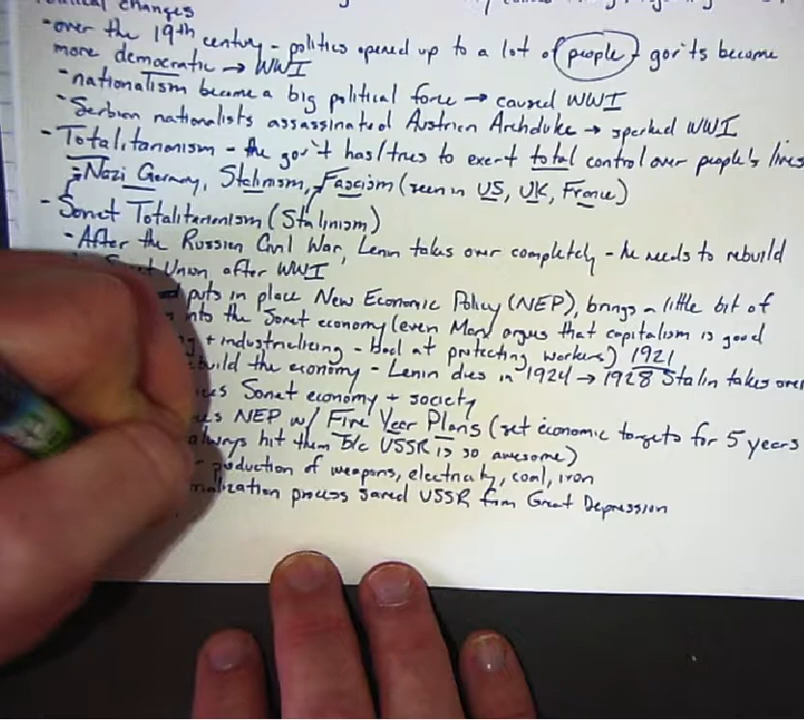 changes
- over the 19th century - politics opened up to a lot of people + gov'ts become
more democratic → WWI
- nationalism became a big political force → caused WWI
- Serbian nationalists assassinated Austrian Archduke → sparked WWI
- Totalitarianism - the gov't has/tries to exert total control over people's lives
- Nazi Germany, Stalinism, Fascism (seen in US, UK, France)
- Soviet Totalitarianism (Stalinism)
- After the Russian Civil War, Lenin takes over completely - he needs to rebuild
Union after WWI
puts in place New Economic Policy (NEP), brings a little bit of
into the Soviet economy (even Marx argues that capitalism is good
+ industrializing - bad at protecting workers) 1921
the economy - Lenin dies in 1924 → 1928 Stalin takes over
Soviet economy + society
NEP w/ Five Year Plans (set economic targets for 5 years
always hit them b/c USSR is so awesome)
production of weapons, electricity, coal, iron
process saved USSR from Great Depression